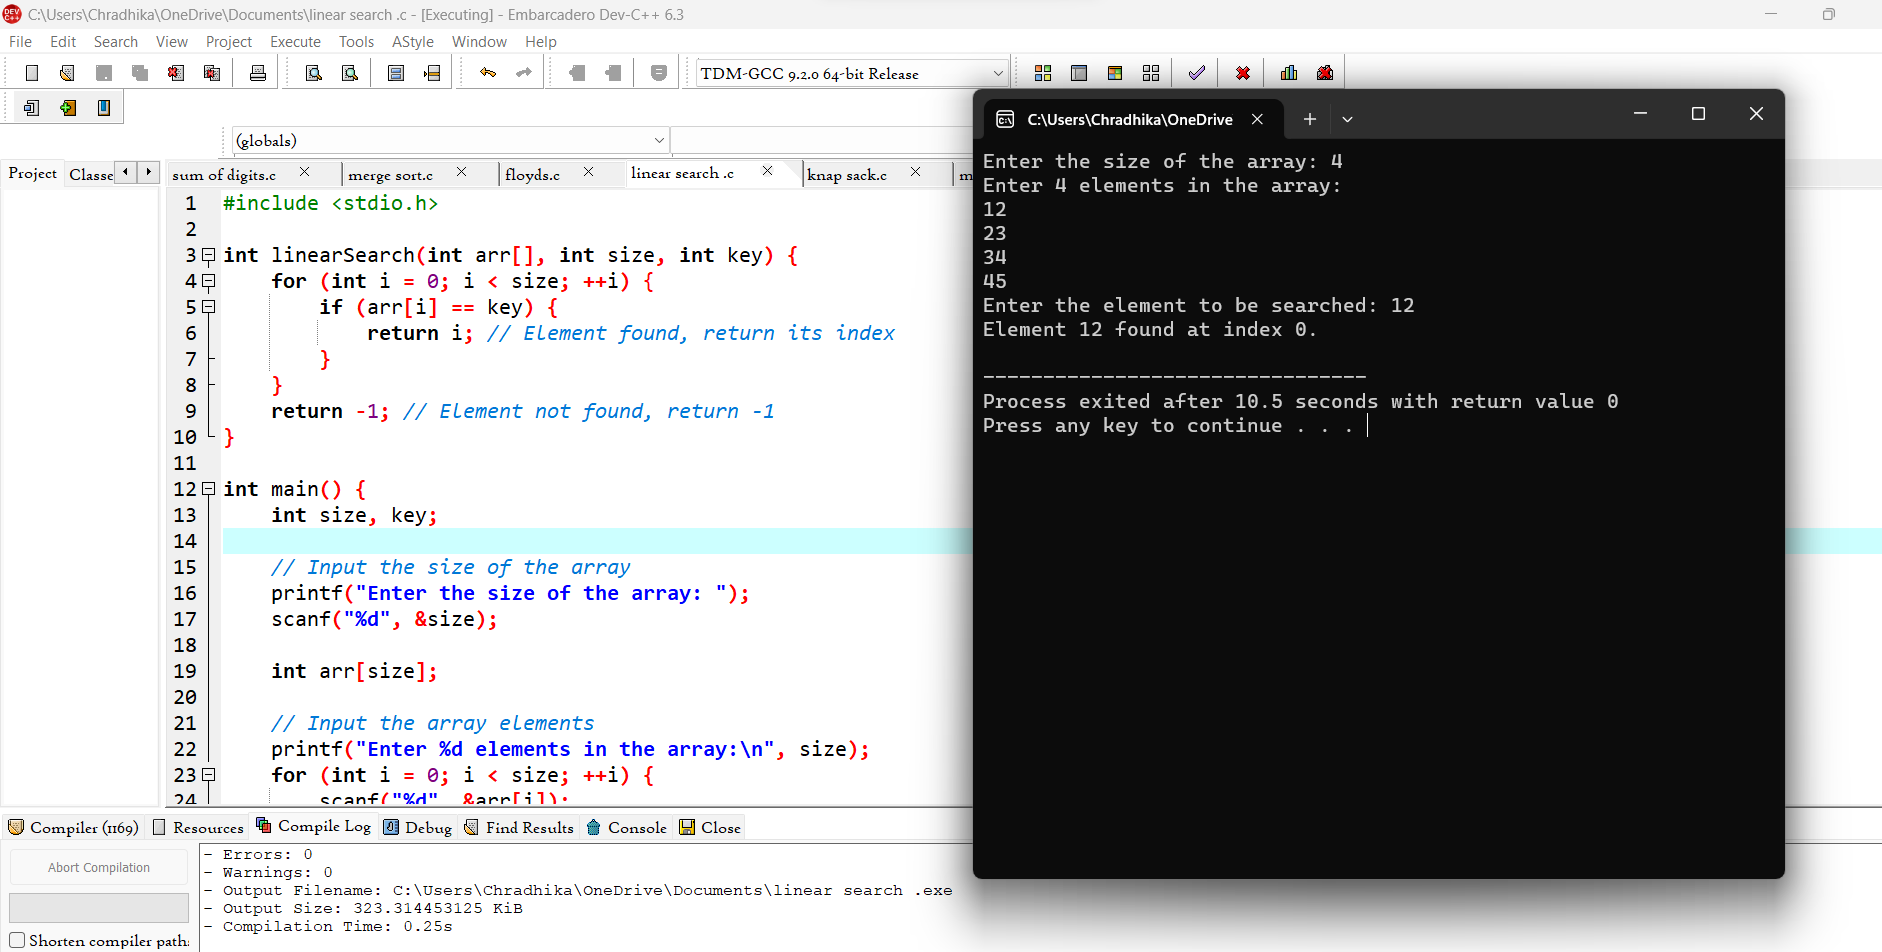 C:\Users\Chradhika\OneDrive\Documents\linear search .c - [Executing] - Embarcadero Dev-C++ 6.3
File Edit Search View Project Execute Tools AStyle Window Help
TDM-GCC 9.2.0 64-bit Release
(globals)
Project Classe
sum of digits.c merge sort.c floyds.c linear search .c knap sack.c m
1 #include <stdio.h>
2
3 int linearSearch(int arr[], int size, int key) {
4 for (int i = 0; i < size; ++i) {
5 if (arr[i] == key) {
6 return i; // Element found, return its index
7 }
8 }
9 return -1; // Element not found, return -1
10 }
11
12 int main() {
13 int size, key;
14
15 // Input the size of the array
16 printf("Enter the size of the array: ");
17 scanf("%d", &size);
18
19 int arr[size];
20
21 // Input the array elements
22 printf("Enter %d elements in the array:\n", size);
23 for (int i = 0; i < size; ++i) {
24 scanf("%d", &arr[i]);
C:\Users\Chradhika\OneDrive
Enter the size of the array: 4
Enter 4 elements in the array:
12
23
34
45
Enter the element to be searched: 12
Element 12 found at index 0.
--------------------------------
Process exited after 10.5 seconds with return value 0
Press any key to continue . . .
Compiler (1169) Resources Compile Log Debug Find Results Console Close
Abort Compilation
Shorten compiler path
- Errors: 0
- Warnings: 0
- Output Filename: C:\Users\Chradhika\OneDrive\Documents\linear search .exe
- Output Size: 323.314453125 KiB
- Compilation Time: 0.25s